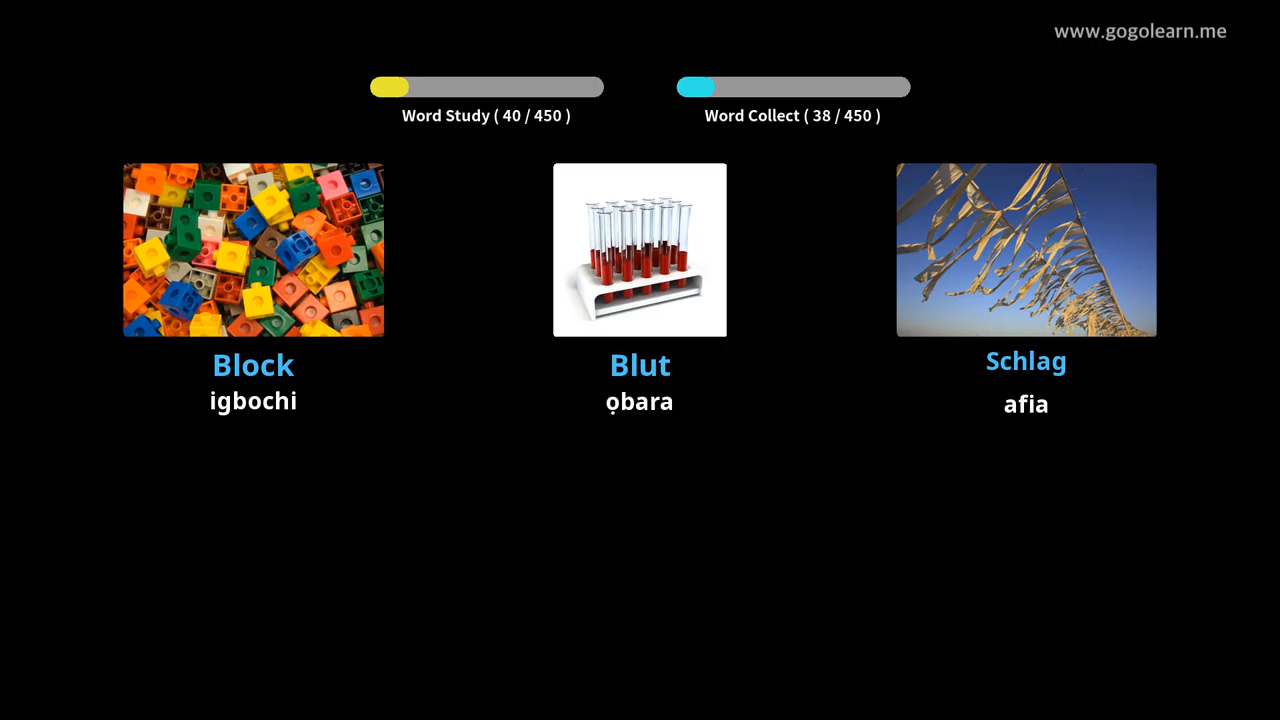 www.gogolearn.me
Word Study ( 40 / 450 )
Word Collect ( 38 / 450 )
Block
igbochi
Blut
ọbara
Schlag
afia